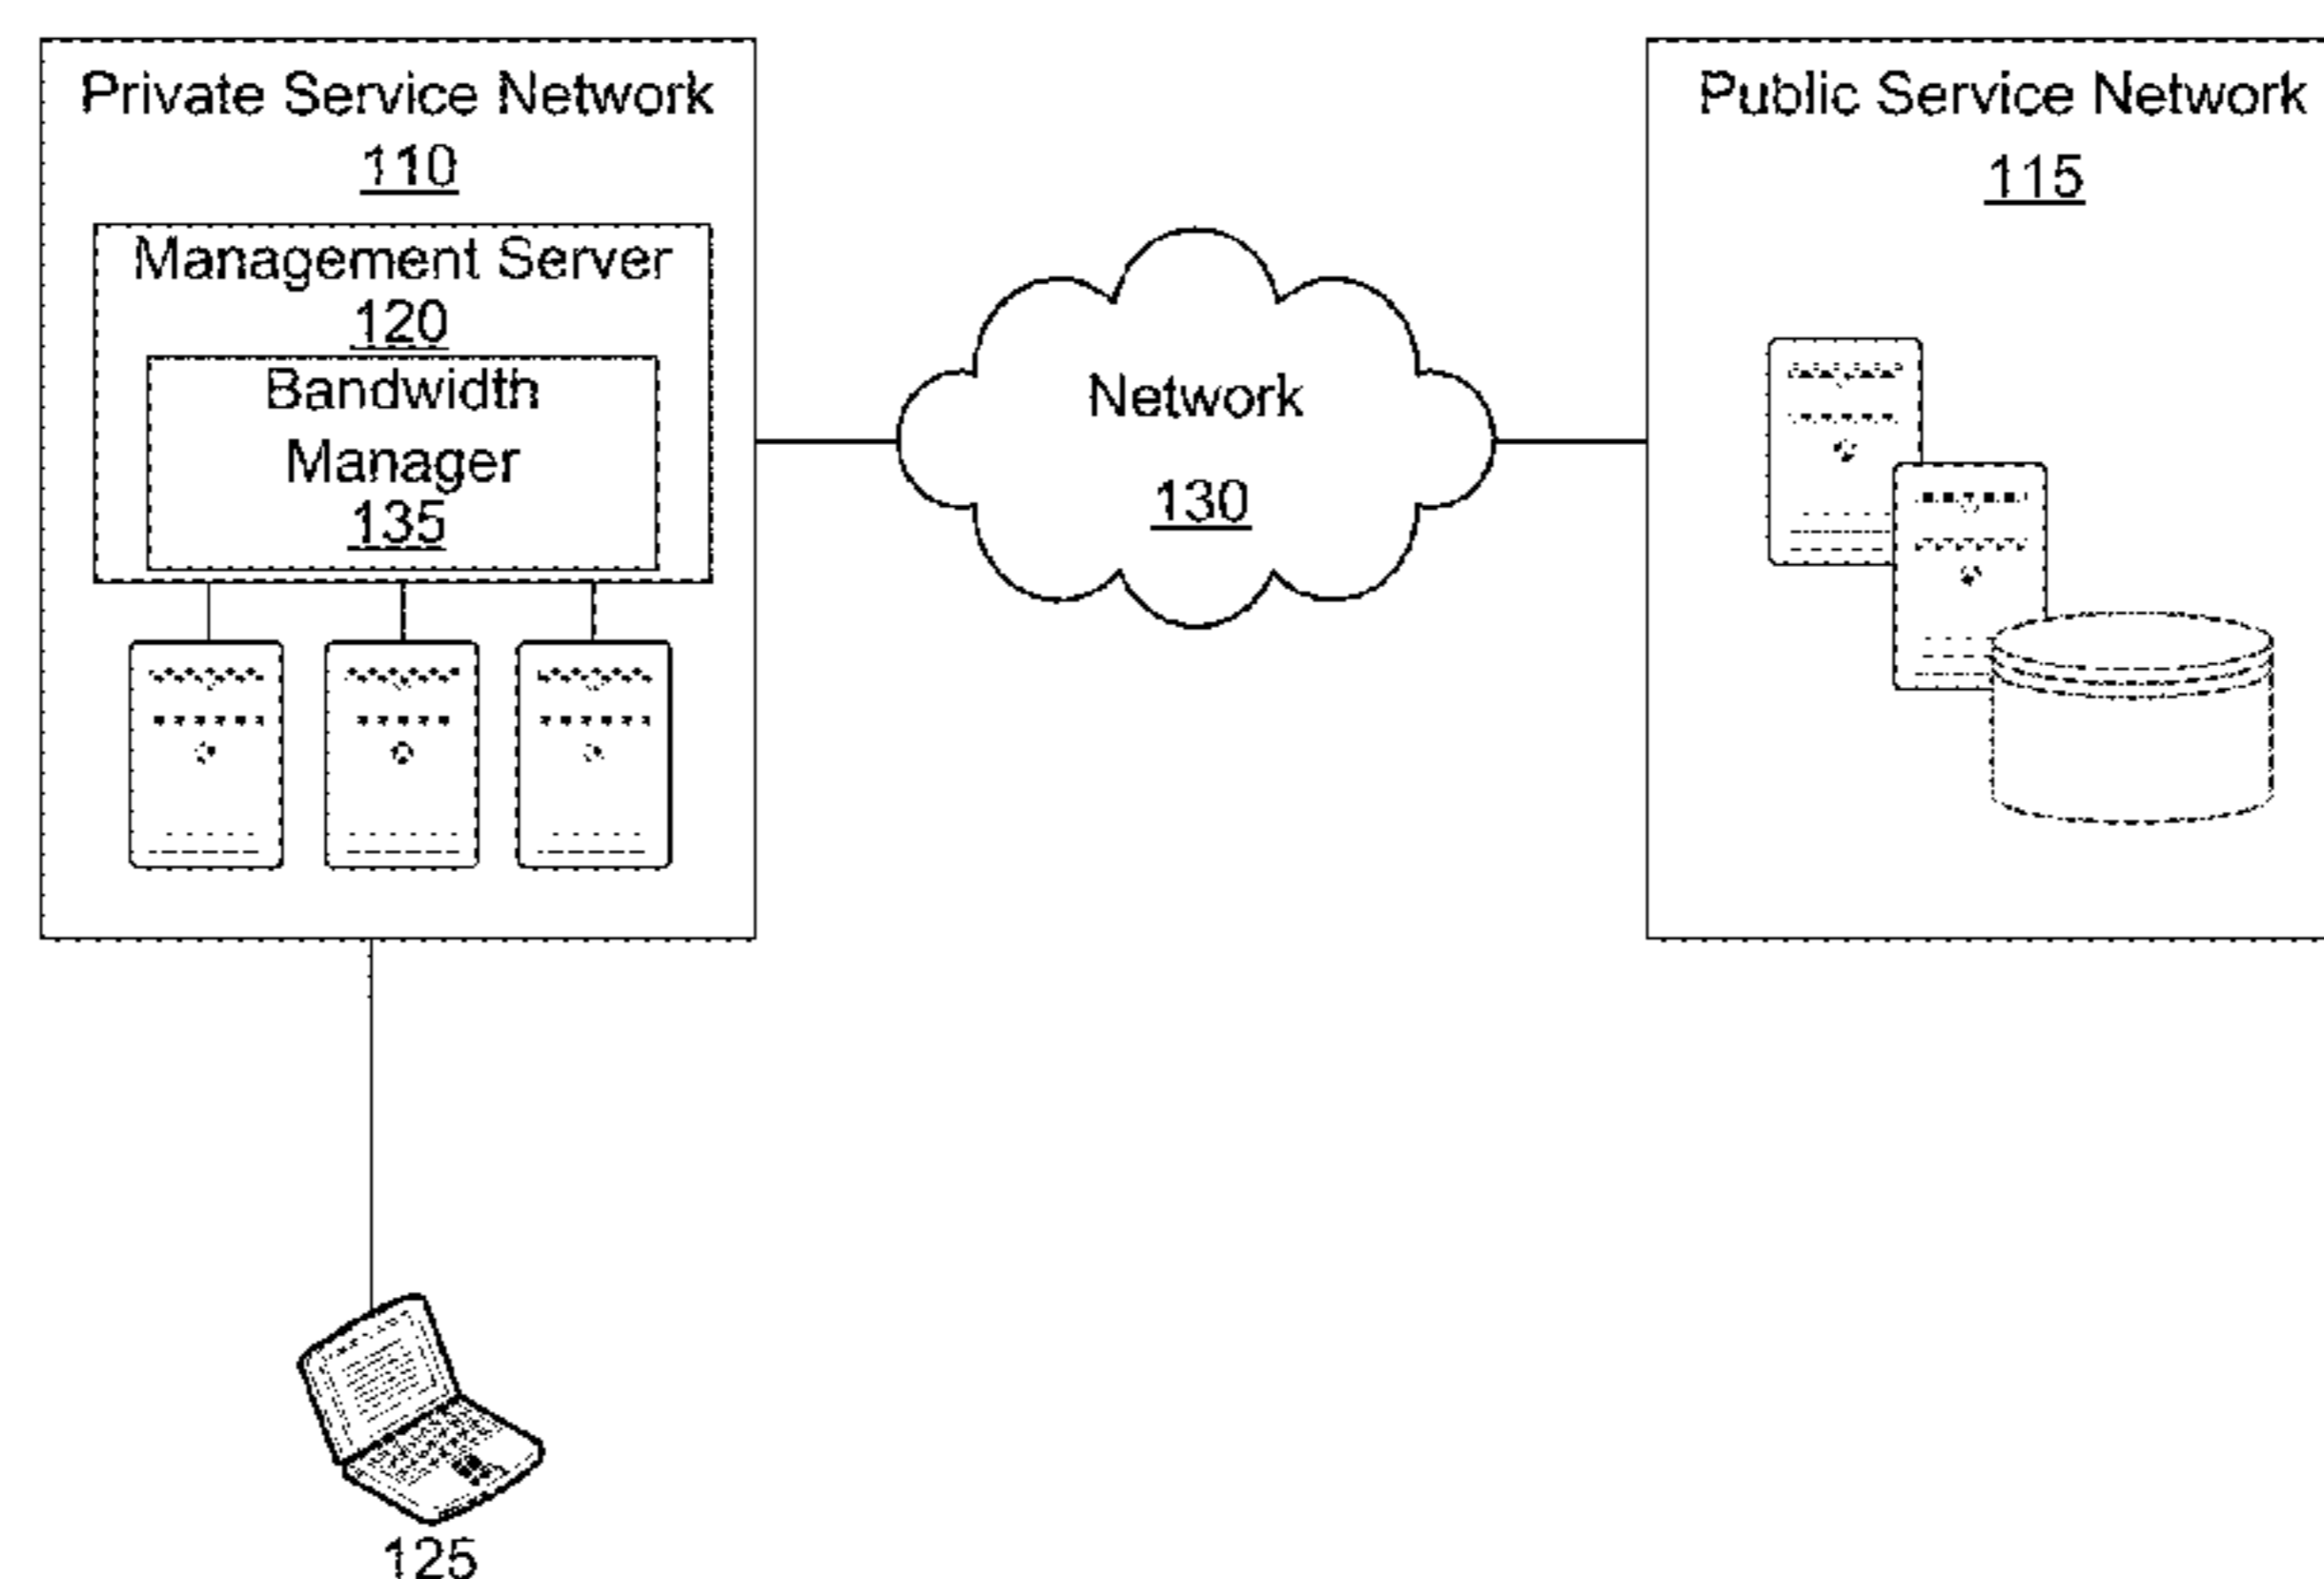 Private Service Network
110
Management Server
120
Bandwidth
Manager
135
Network
130
Public Service Network
115
125